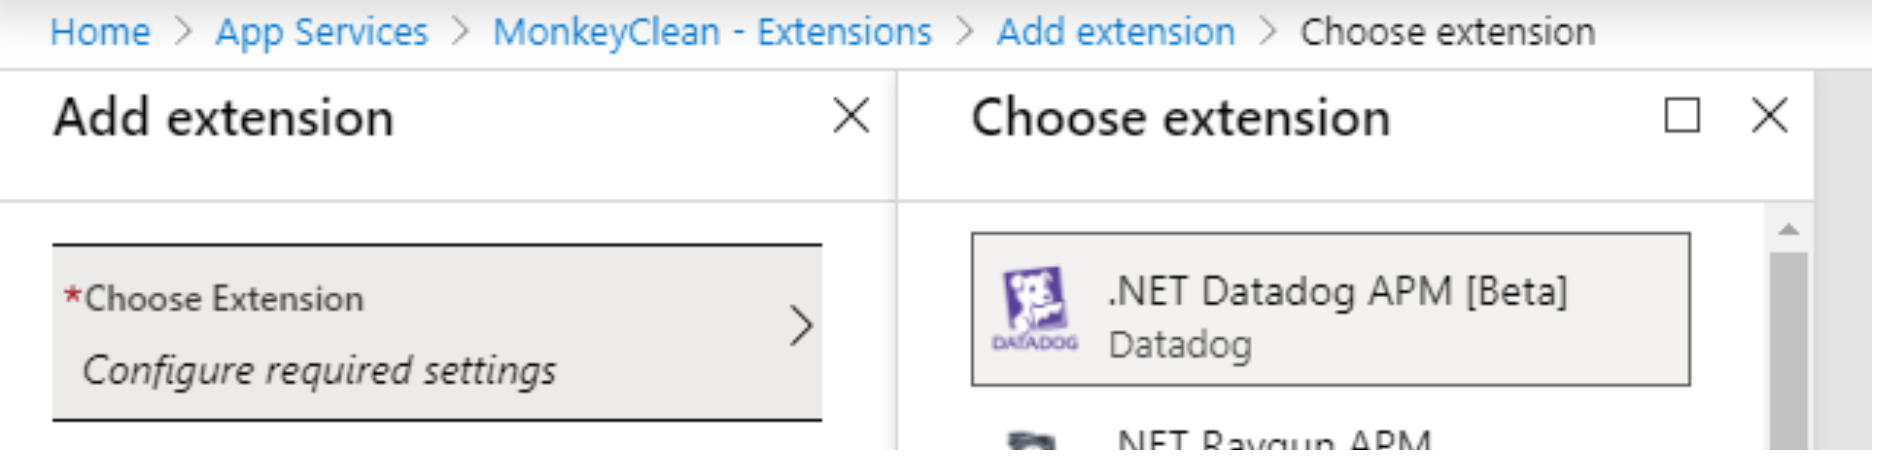 Home > App Services > MonkeyClean - Extensions > Add extension > Choose extension
Add extension
Choose extension
*Choose Extension
Configure required settings
.NET Datadog APM [Beta]
Datadog
DATADOG
.NET Raygun APM